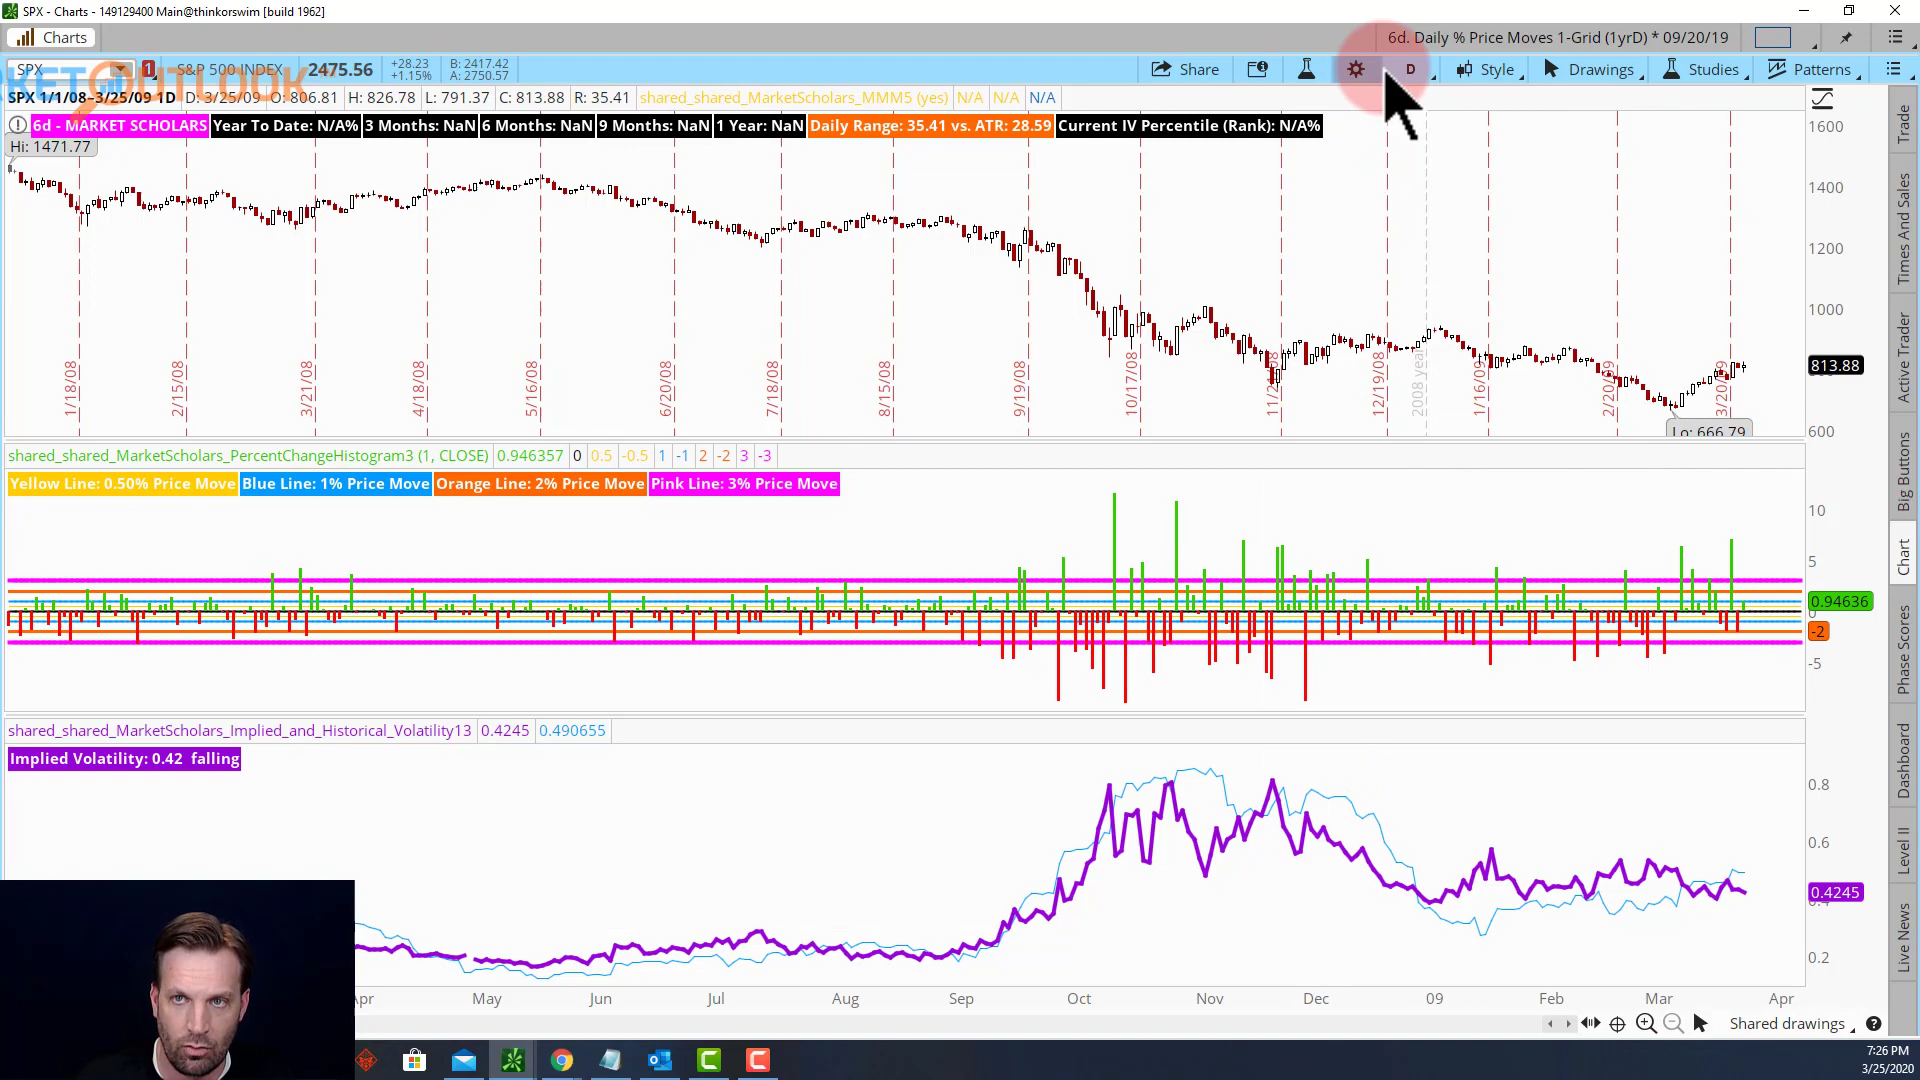 SPX - Charts - 149129400 Main@thinkorswim [build 1962]
Charts
6d. Daily % Price Moves 1-Grid (1yrD) * 09/20/19
SPX
1
S&P 500 INDEX
2475.56
+28.23
+1.15%
B: 2417.42
A: 2750.57
Share
D
Style
Drawings
Studies
Patterns
KETOUTLOOK
SPX 1/1/08–3/25/09 1D
D: 3/25/09
O: 806.81
H: 826.78
L: 791.37
C: 813.88
R: 35.41
shared_shared_MarketScholars_MMM5 (yes)
N/A
N/A
N/A
6d - MARKET SCHOLARS
Year To Date: N/A%
3 Months: NaN
6 Months: NaN
9 Months: NaN
1 Year: NaN
Daily Range: 35.41 vs. ATR: 28.59
Current IV Percentile (Rank): N/A%
Hi: 1471.77
1600
1400
1200
1000
813.88
600
1/18/08
2/15/08
3/21/08
4/18/08
5/16/08
6/20/08
7/18/08
8/15/08
9/19/08
10/17/08
12/19/08
2008 year
1/16/09
2/20/09
3/20/09
Lo: 666.79
shared_shared_MarketScholars_PercentChangeHistogram3 (1, CLOSE)
0.946357
0
0.5
-0.5
1
-1
2
-2
3
-3
Yellow Line: 0.50% Price Move
Blue Line: 1% Price Move
Orange Line: 2% Price Move
Pink Line: 3% Price Move
10
5
0.94636
-2
-5
shared_shared_MarketScholars_Implied_and_Historical_Volatility13
0.4245
0.490655
Implied Volatility: 0.42 falling
0.8
0.6
0.4245
0.2
Apr
May
Jun
Jul
Aug
Sep
Oct
Nov
Dec
09
Feb
Mar
Apr
Shared drawings
Trade
Times And Sales
Active Trader
Big Buttons
Chart
Phase Scores
Dashboard
Level II
Live News
7:26 PM
3/25/2020